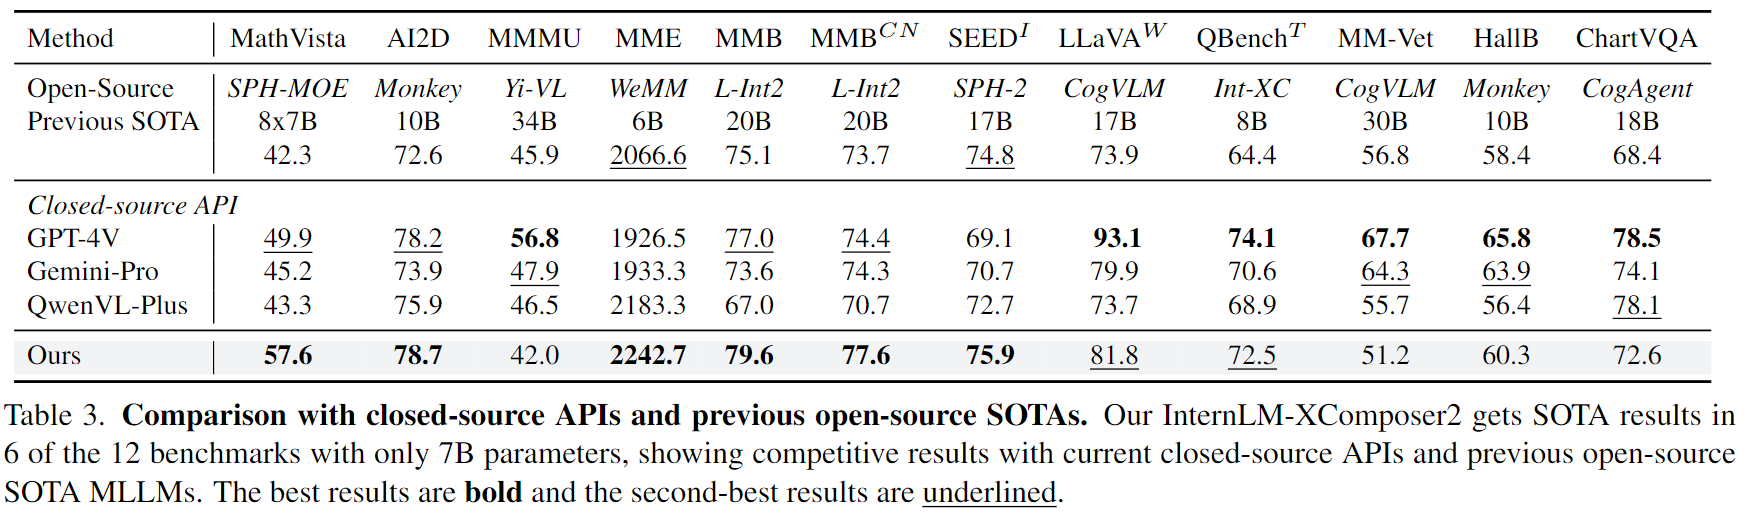 Method MathVista AI2D MMMU MME MMB MMB^CN SEED^I LLaVA^W QBench^T MM-Vet HallB ChartVQA
Open-Source SPH-MOE Monkey Yi-VL WeMM L-Int2 L-Int2 SPH-2 CogVLM Int-XC CogVLM Monkey CogAgent
Previous SOTA 8x7B 10B 34B 6B 20B 20B 17B 17B 8B 30B 10B 18B
42.3 72.6 45.9 2066.6 75.1 73.7 74.8 73.9 64.4 56.8 58.4 68.4
Closed-source API
GPT-4V 49.9 78.2 56.8 1926.5 77.0 74.4 69.1 93.1 74.1 67.7 65.8 78.5
Gemini-Pro 45.2 73.9 47.9 1933.3 73.6 74.3 70.7 79.9 70.6 64.3 63.9 74.1
QwenVL-Plus 43.3 75.9 46.5 2183.3 67.0 70.7 72.7 73.7 68.9 55.7 56.4 78.1
Ours 57.6 78.7 42.0 2242.7 79.6 77.6 75.9 81.8 72.5 51.2 60.3 72.6
Table 3. Comparison with closed-source APIs and previous open-source SOTAs. Our InternLM-XComposer2 gets SOTA results in
6 of the 12 benchmarks with only 7B parameters, showing competitive results with current closed-source APIs and previous open-source
SOTA MLLMs. The best results are bold and the second-best results are underlined.